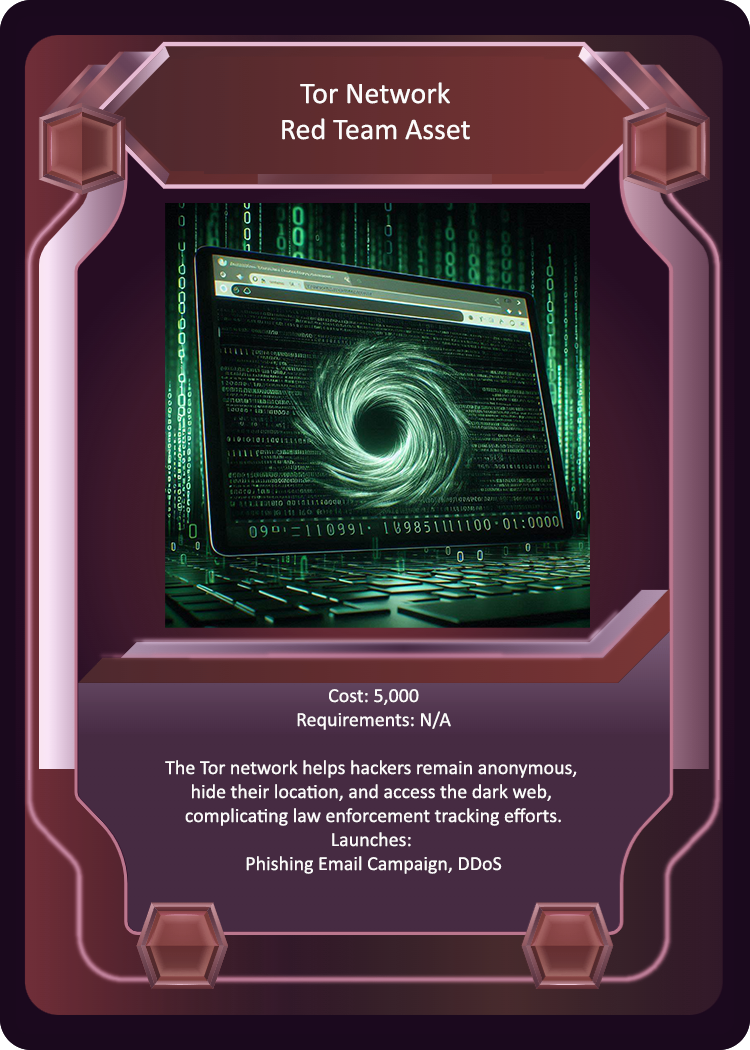 Tor Network
Red Team Asset
Cost: 5,000
Requirements: N/A
The Tor network helps hackers remain anonymous,
hide their location, and access the dark web,
complicating law enforcement tracking efforts.
Launches:
Phishing Email Campaign, DDoS